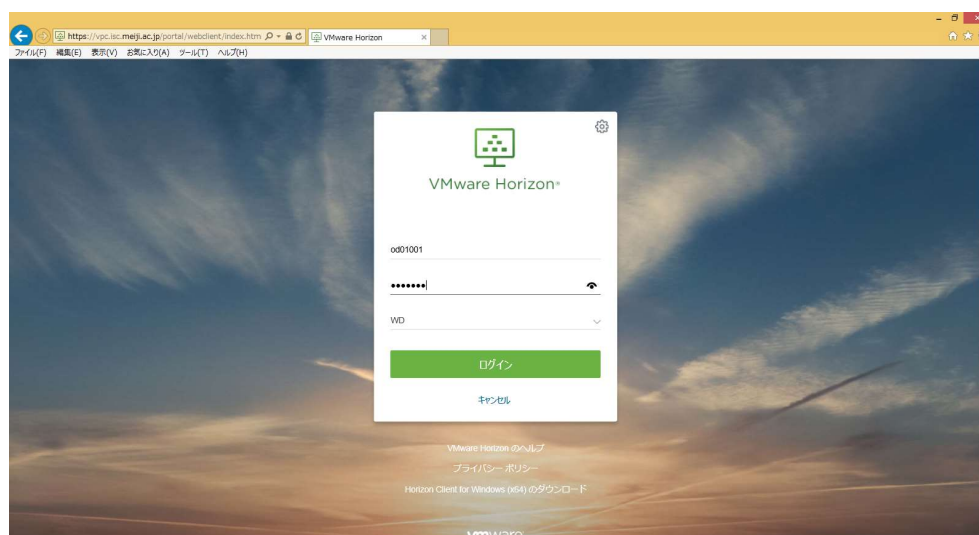 https://vpc.isc.meiji.ac.jp/portal/webclient/index.htm
VMware Horizon
ファイル(F) 編集(E) 表示(V) お気に入り(A) ツール(T) ヘルプ(H)
VMware Horizon®
od01001
WD
ログイン
キャンセル
VMware Horizon のヘルプ
プライバシー ポリシー
Horizon Client for Windows (x64) のダウンロード
vmware